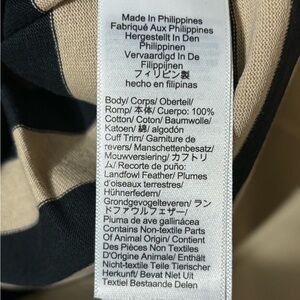 Made In Philippines
Fabriqué Aux Philippines
Hergestellt In Den
Philippinen
Vervaardigd In De
Filippijnen
フィリピン製
hecho en filipinas
Body/ Corps/ Oberteil/
Romp/ 本体/ Cuerpo: 100%
Cotton/ Coton/ Baumwolle/
Katoen/ 綿/ algodón
Cuff Trim/ Garniture de
revers/ Manschettenbesatz/
Mouwversiering/ カフトリ
ム/ Recorte de puño:
Landfowl Feather/ Plumes
d'oiseaux terrestres/
Hühnerfedern/
Grondgevogelteveren/ ラン
ドファウルフェザー/
Pluma de ave gallinácea
Contains Non-textile Parts
Of Animal Origin/ Contient
Des Pièces Non Textiles
D'Origine Animale/ Enthält
Nicht-textile Teile Tierischer
Herkunft/ Bevat Niet Uit
Textiel Bestaande Delen